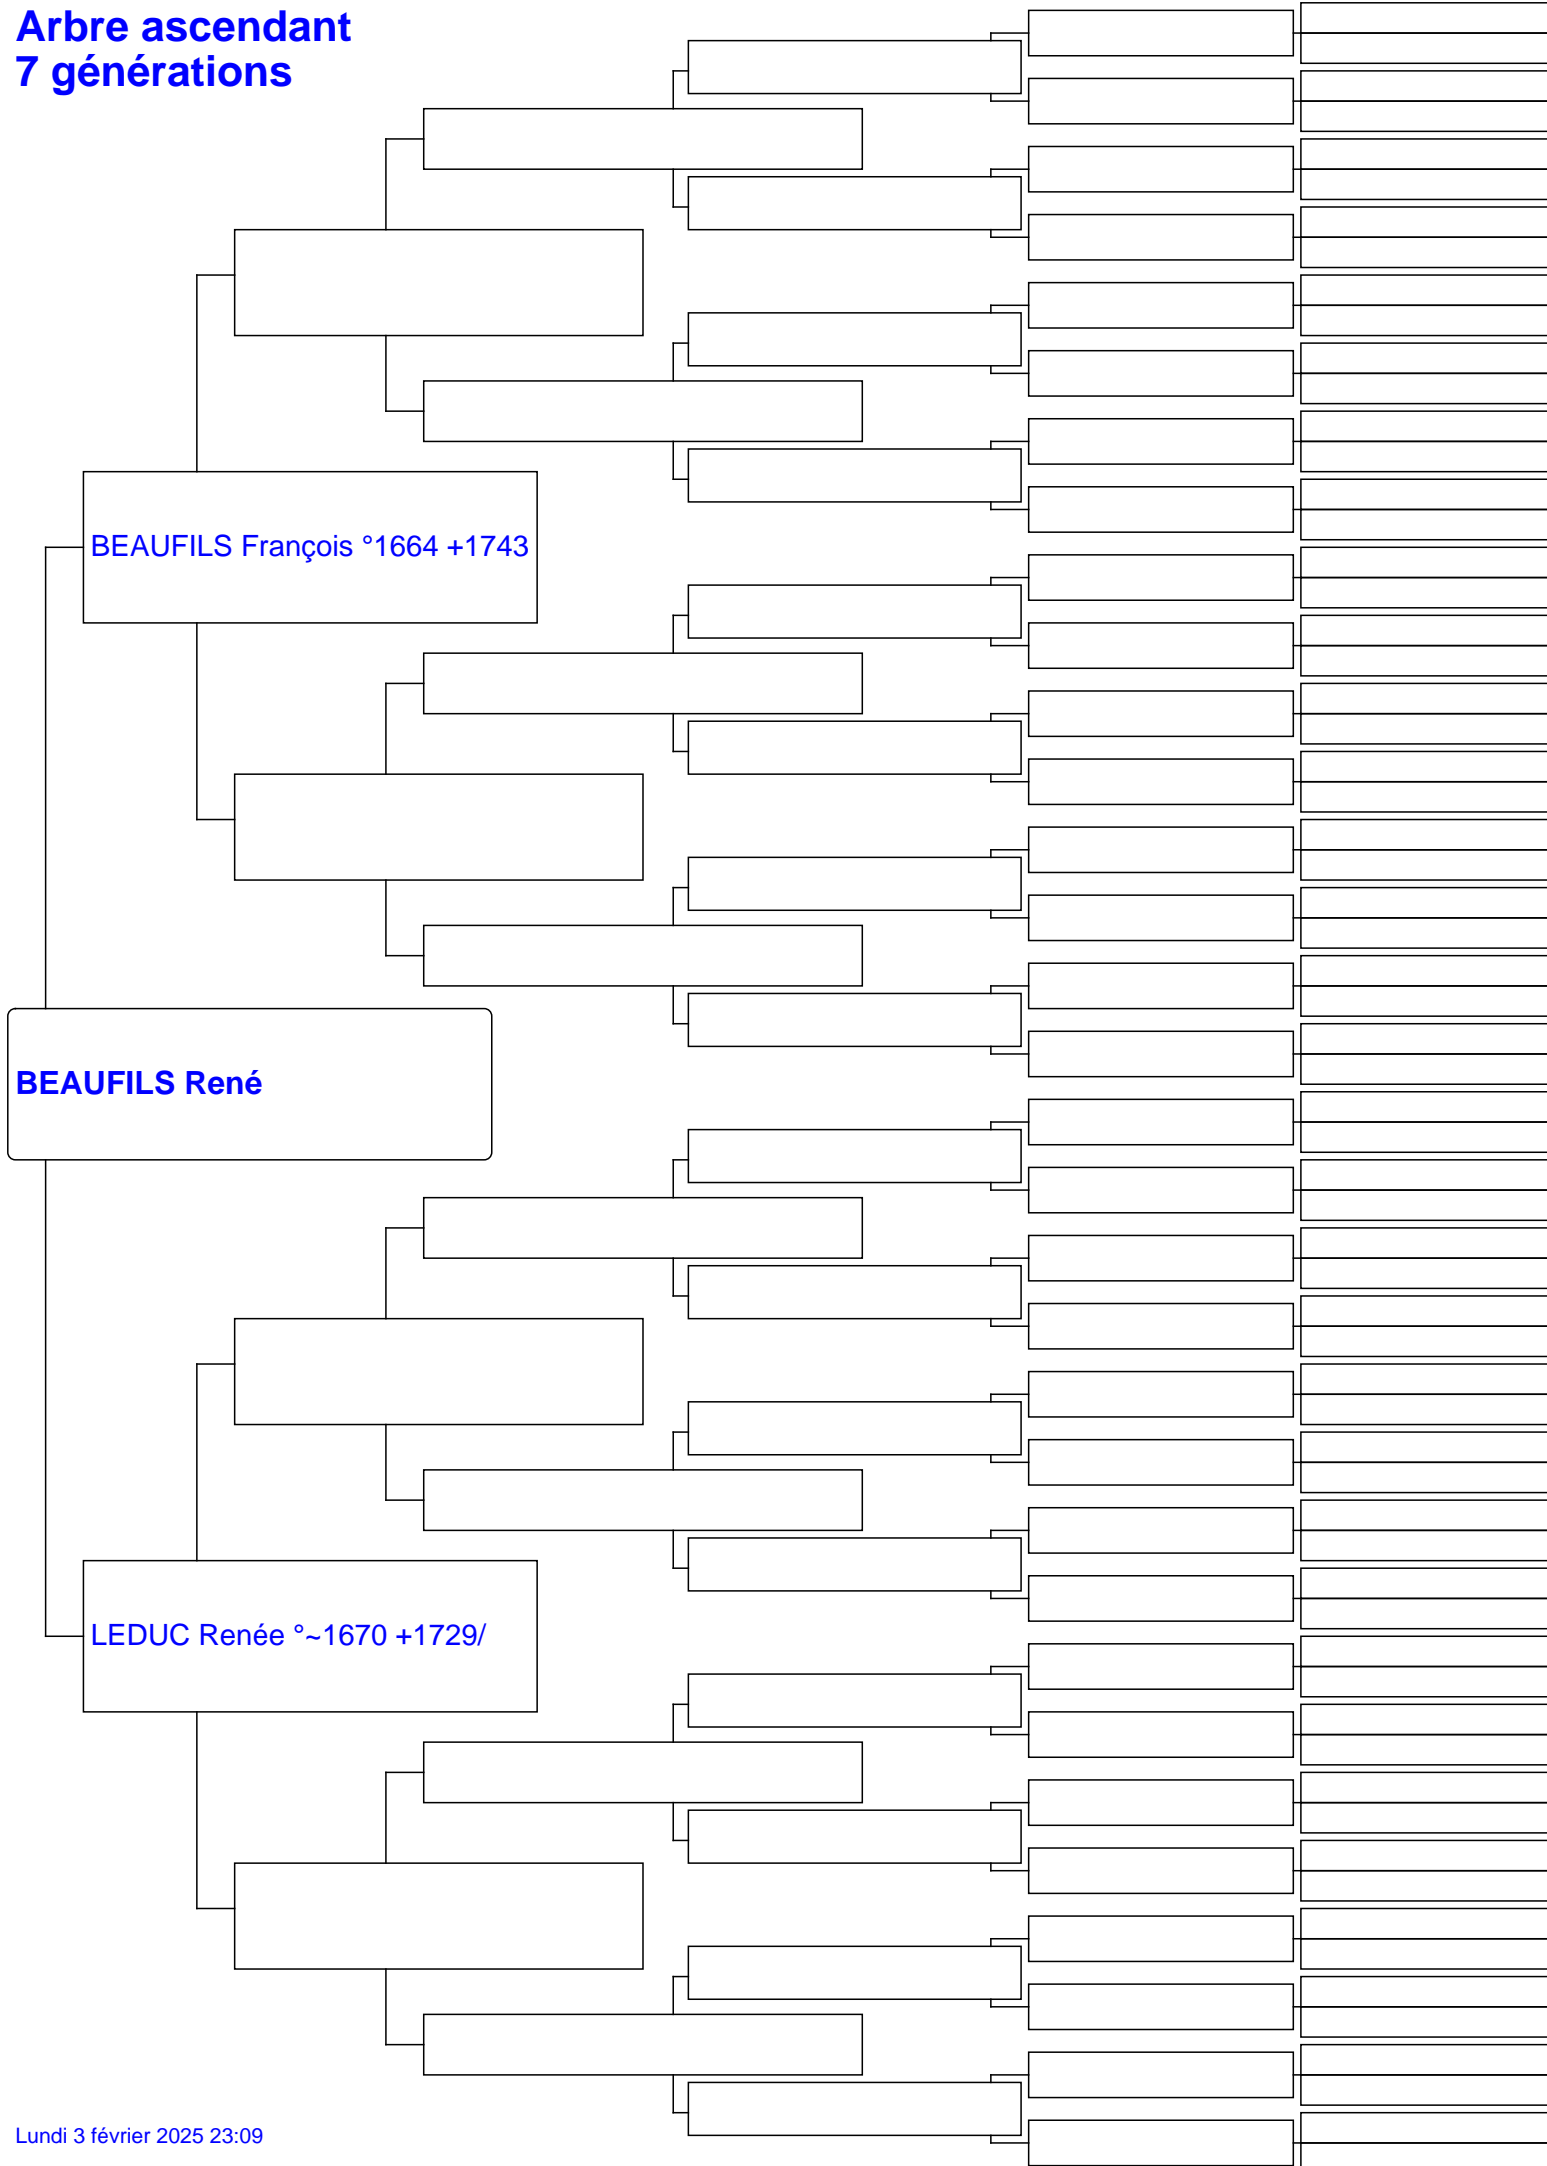 Arbre ascendant
7 générations
BEAUFILS François °1664 +1743
BEAUFILS René
LEDUC Renée °~1670 +1729/
Lundi 3 février 2025 23:09